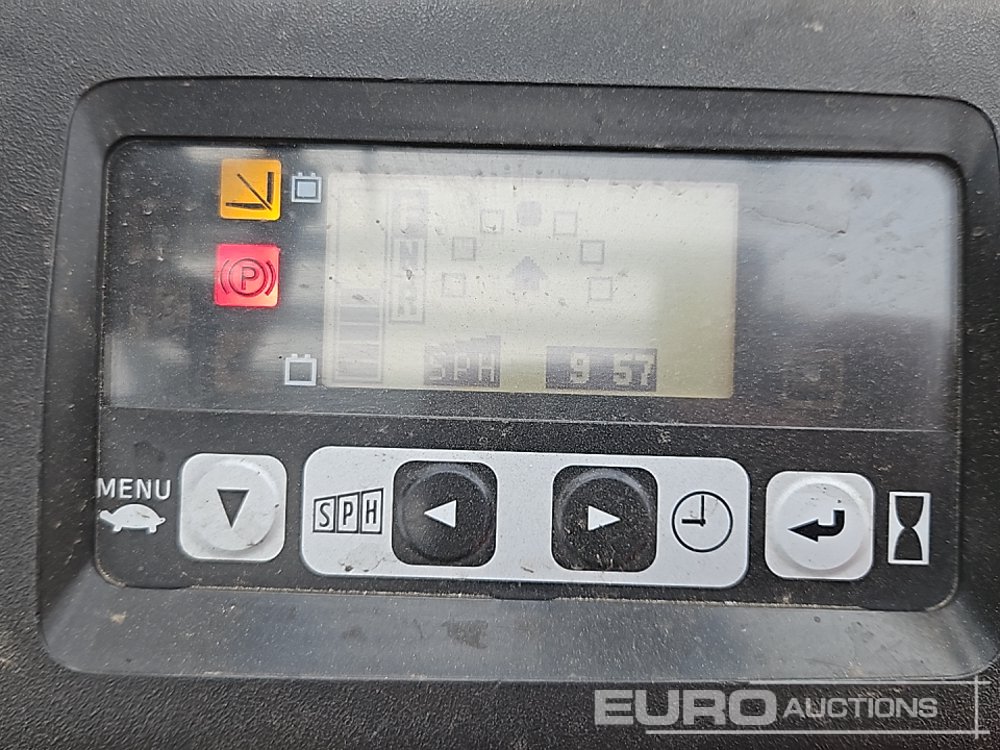 F
N
R
P
SPH 9 57
MENU
SPH
EURO AUCTIONS